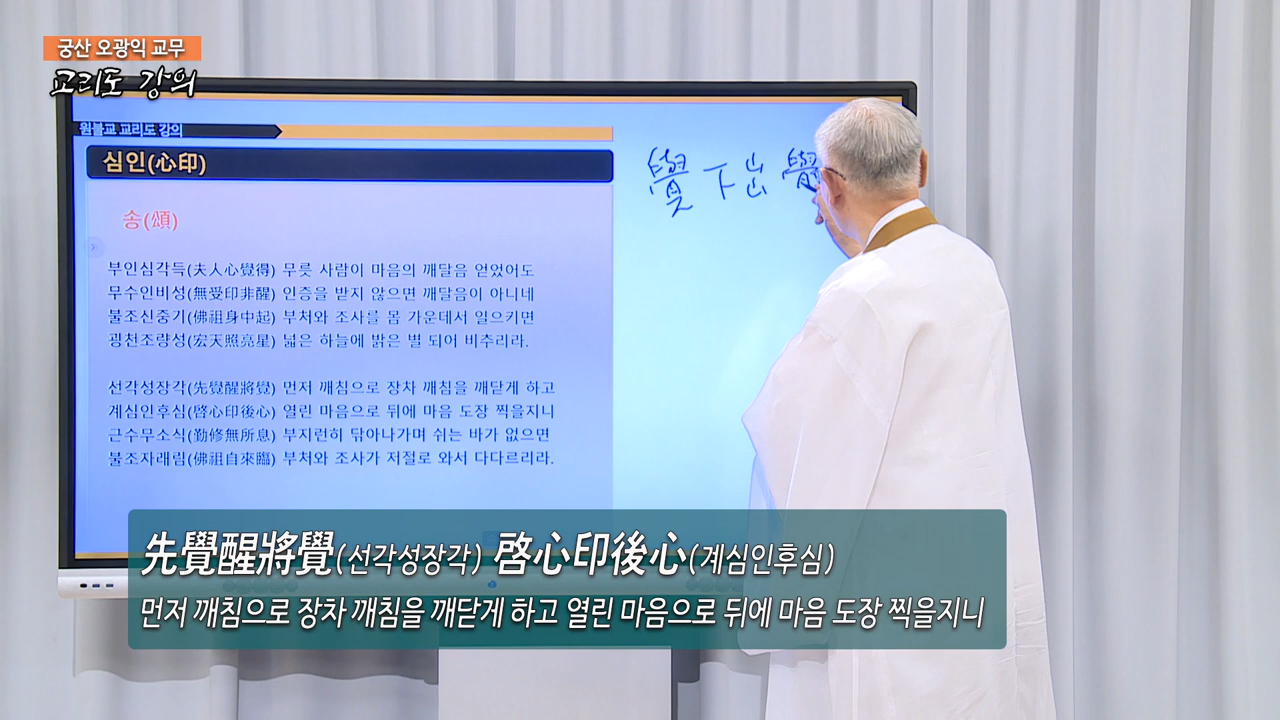 궁산 오광익 교무
교리도 강의
원불교 교리도 강의
심인(心印)
송(頌)
부인심각득(夫人心覺得) 무릇 사람이 마음의 깨달음 얻었어도
무수인비성(無受印非醒) 인증을 받지 않으면 깨달음이 아니네
불조신중기(佛祖身中起) 부처와 조사를 몸 가운데서 일으키면
굉천조량성(宏天照亮星) 넓은 하늘에 밝은 별 되어 비추리라.
선각성장각(先覺醒將覺) 먼저 깨침으로 장차 깨침을 깨닫게 하고
계심인후심(啓心印後心) 열린 마음으로 뒤에 마음 도장 찍을지니
근수무소식(勤修無所息) 부지런히 닦아나가며 쉬는 바가 없으면
불조자래림(佛祖自來臨) 부처와 조사가 저절로 와서 다다르리라.
覺 下出 覺
先覺醒將覺(선각성장각) 啓心印後心(계심인후심)
먼저 깨침으로 장차 깨침을 깨닫게 하고 열린 마음으로 뒤에 마음 도장 찍을지니